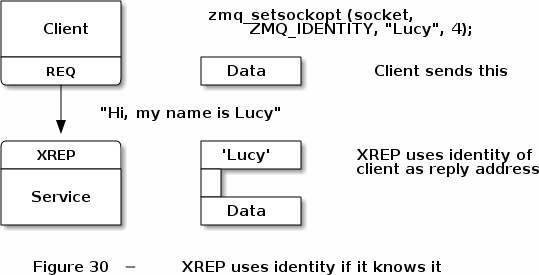 Client
zmq_setsockopt (socket,
ZMQ_IDENTITY, "Lucy", 4);
REQ
Data
Client sends this
"Hi, my name is Lucy"
XREP
'Lucy'
XREP uses identity of
client as reply address
Service
Data
Figure 30 – XREP uses identity if it knows it